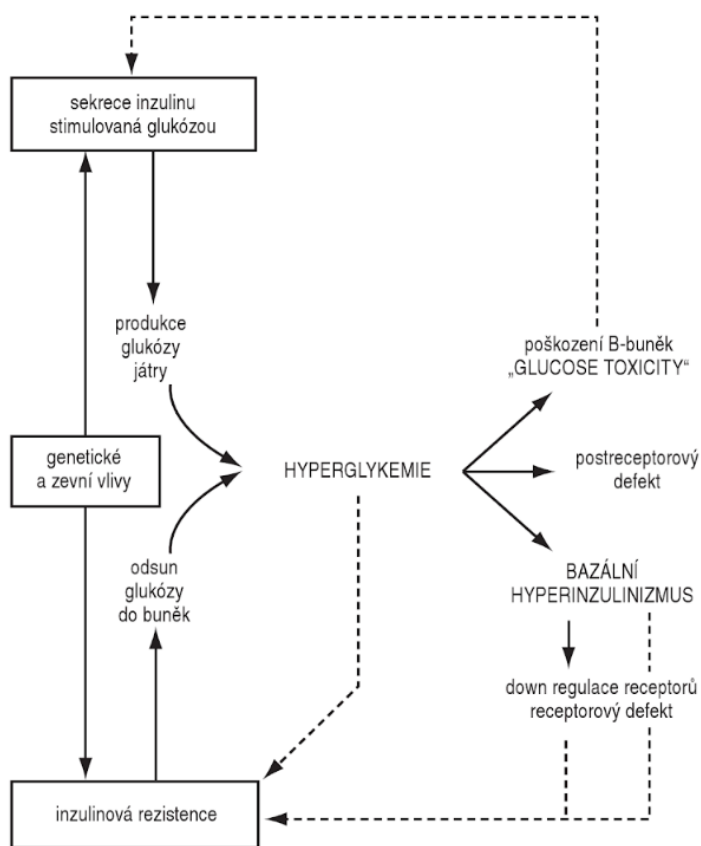 sekrece inzulinu
stimulovaná glukózou
produkce
glukózy
játry
poškození B-buněk
„GLUCOSE TOXICITY“
genetické
a zevní vlivy
HYPERGLYKEMIE
postreceptorový
defekt
odsun
glukózy
do buněk
BAZÁLNÍ
HYPERINZULINIZMUS
down regulace receptorů
receptorový defekt
inzulinová rezistence